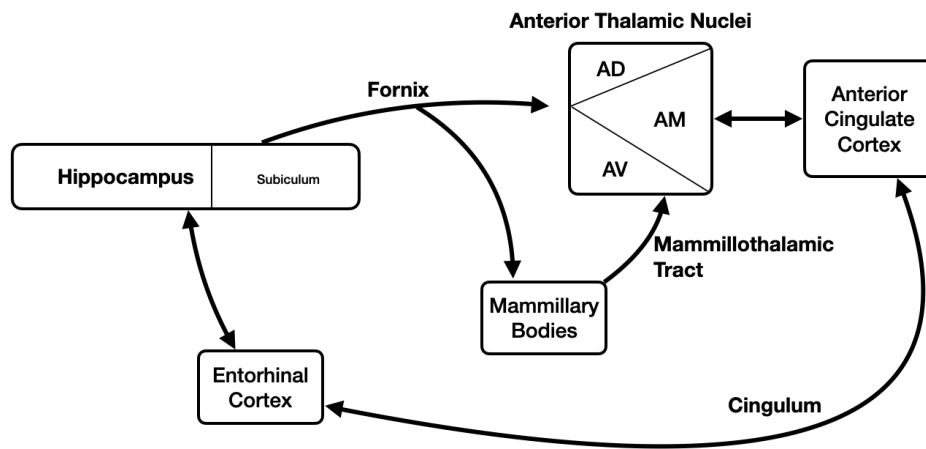 Anterior Thalamic Nuclei
Fornix
AD
AM
AV
Anterior
Cingulate
Cortex
Hippocampus
Subiculum
Mammillothalamic
Tract
Mammillary
Bodies
Entorhinal
Cortex
Cingulum